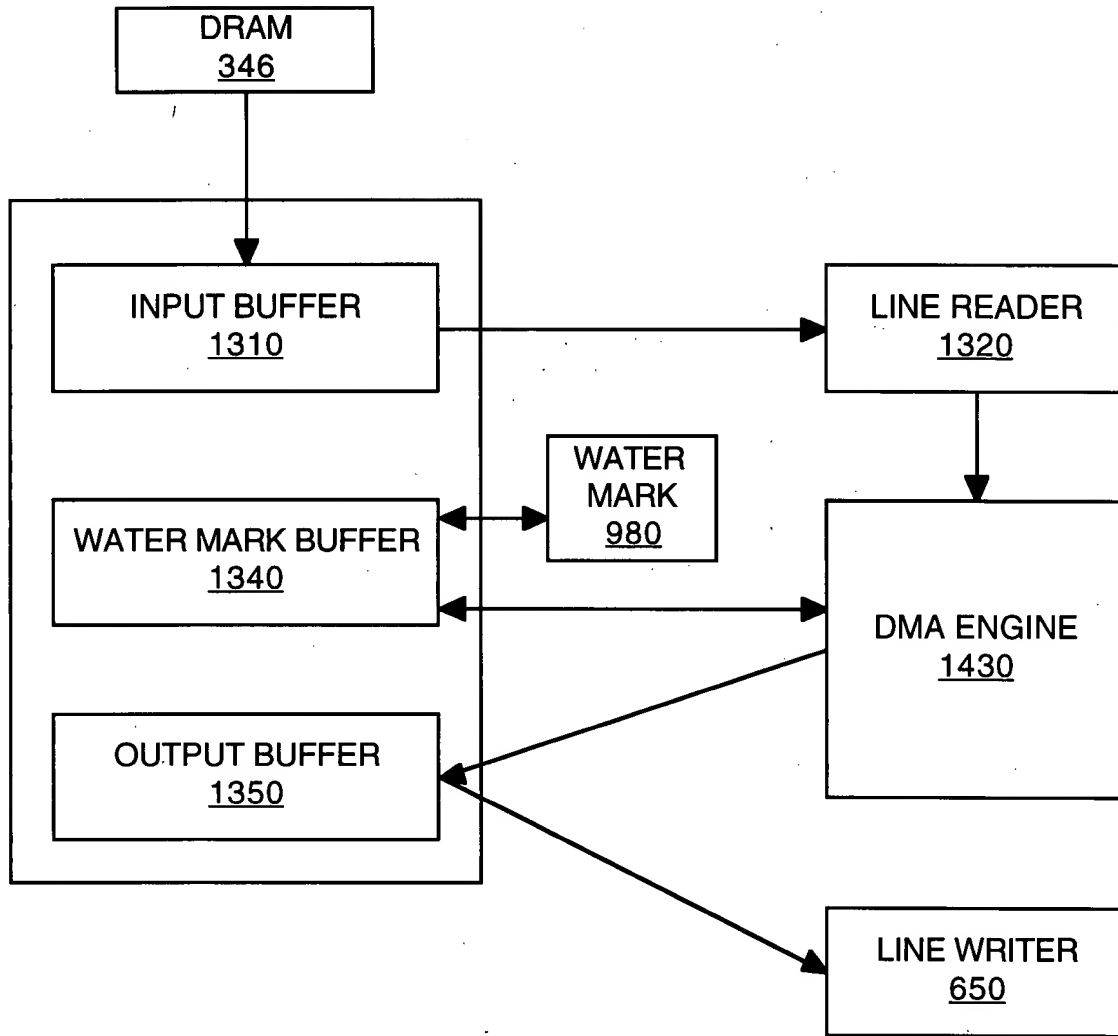 DRAM
346
INPUT BUFFER
1310
LINE READER
1320
WATER
MARK
980
WATER MARK BUFFER
1340
DMA ENGINE
1430
OUTPUT BUFFER
1350
LINE WRITER
650